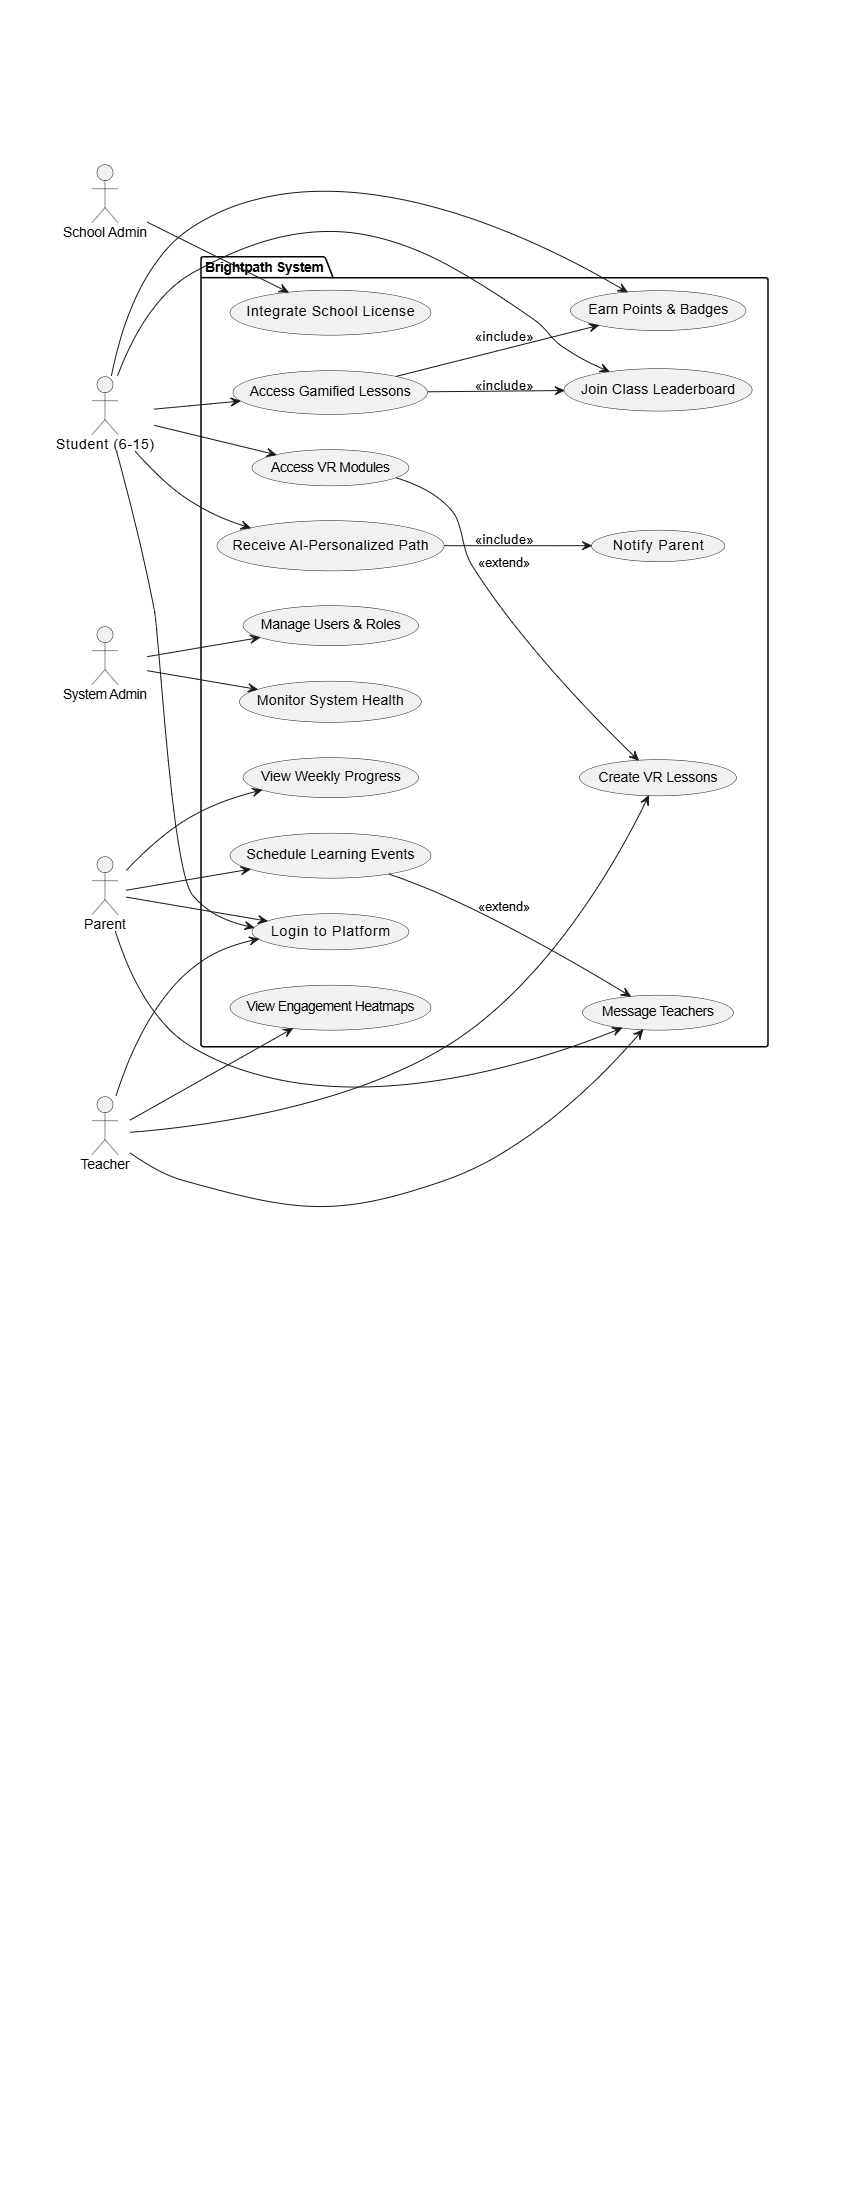 School Admin
Brightpath System
Integrate School License
Earn Points & Badges
«include»
Access Gamified Lessons
«include»
Join Class Leaderboard
Student (6-15)
Access VR Modules
Receive AI-Personalized Path
«include»
Notify Parent
«extend»
Manage Users & Roles
System Admin
Monitor System Health
View Weekly Progress
Create VR Lessons
Schedule Learning Events
«extend»
Parent
Login to Platform
View Engagement Heatmaps
Message Teachers
Teacher